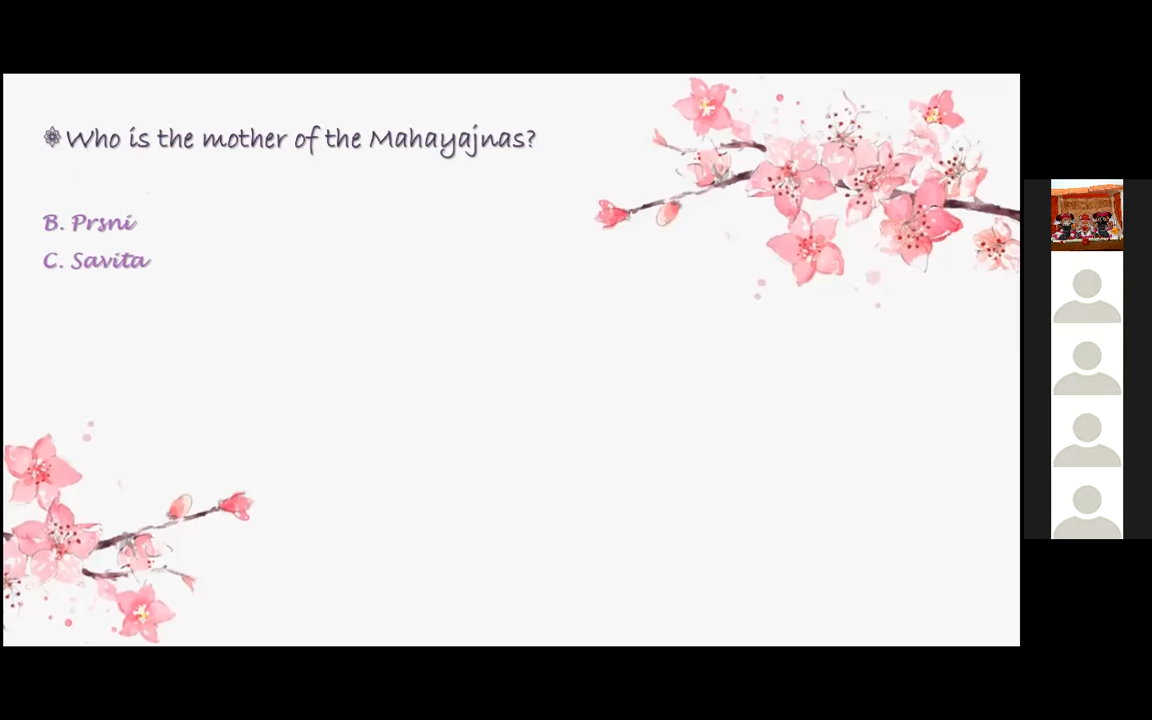 Who is the mother of the Mahayajnas?
B. Prsni
C. Savita